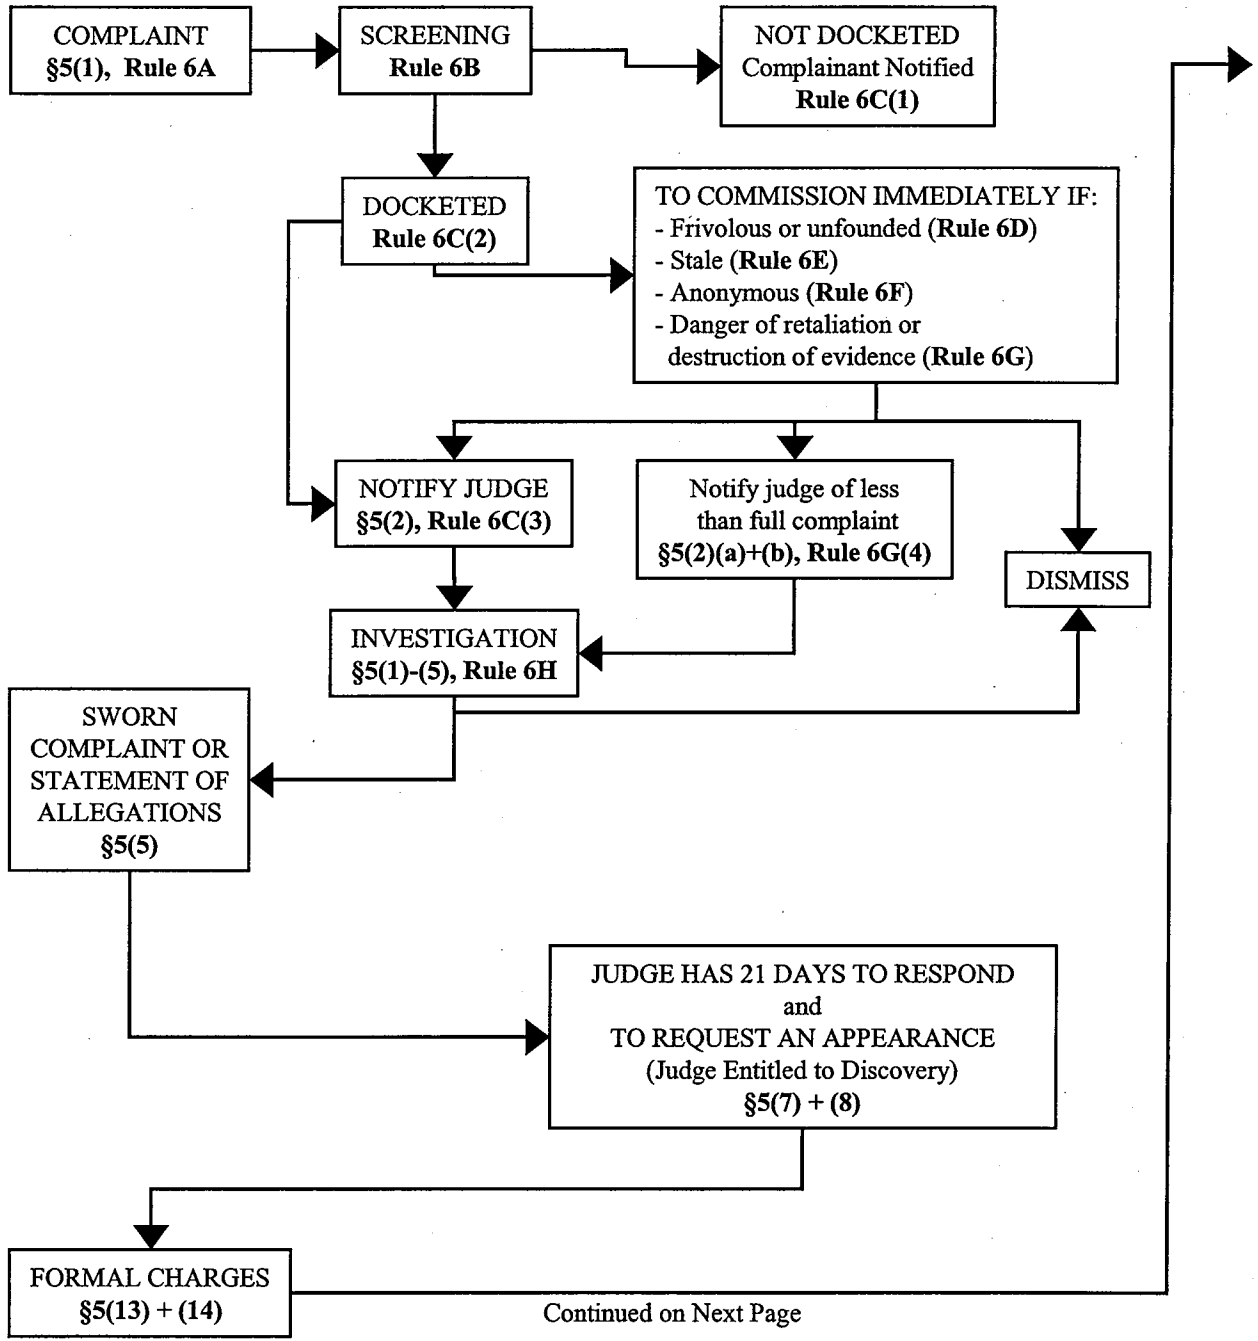 COMPLAINT
§5(1), Rule 6A
SCREENING
Rule 6B
NOT DOCKETED
Complainant Notified
Rule 6C(1)
DOCKETED
Rule 6C(2)
TO COMMISSION IMMEDIATELY IF:
- Frivolous or unfounded (Rule 6D)
- Stale (Rule 6E)
- Anonymous (Rule 6F)
- Danger of retaliation or
destruction of evidence (Rule 6G)
NOTIFY JUDGE
§5(2), Rule 6C(3)
Notify judge of less
than full complaint
§5(2)(a)+(b), Rule 6G(4)
DISMISS
INVESTIGATION
§5(1)-(5), Rule 6H
SWORN
COMPLAINT OR
STATEMENT OF
ALLEGATIONS
§5(5)
JUDGE HAS 21 DAYS TO RESPOND
and
TO REQUEST AN APPEARANCE
(Judge Entitled to Discovery)
§5(7) + (8)
FORMAL CHARGES
§5(13) + (14)
Continued on Next Page